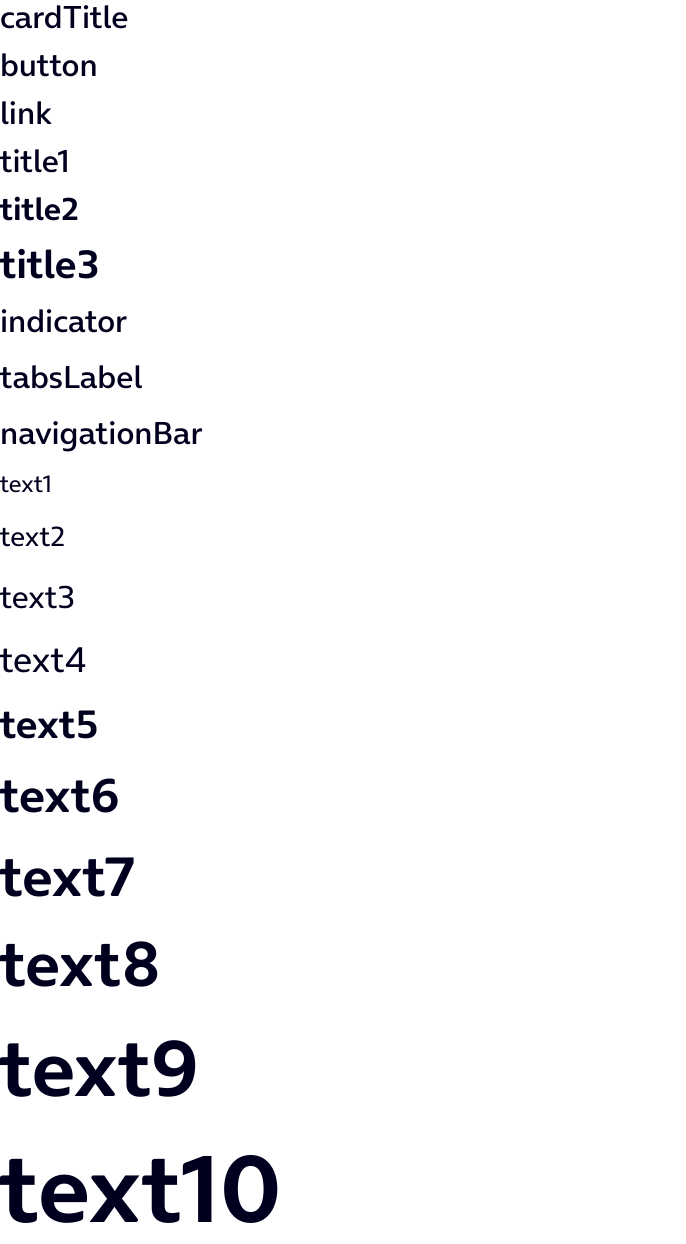 cardTitle
button
link
title1
title2
title3
indicator
tabsLabel
navigationBar
text1
text2
text3
text4
text5
text6
text7
text8
text9
text10